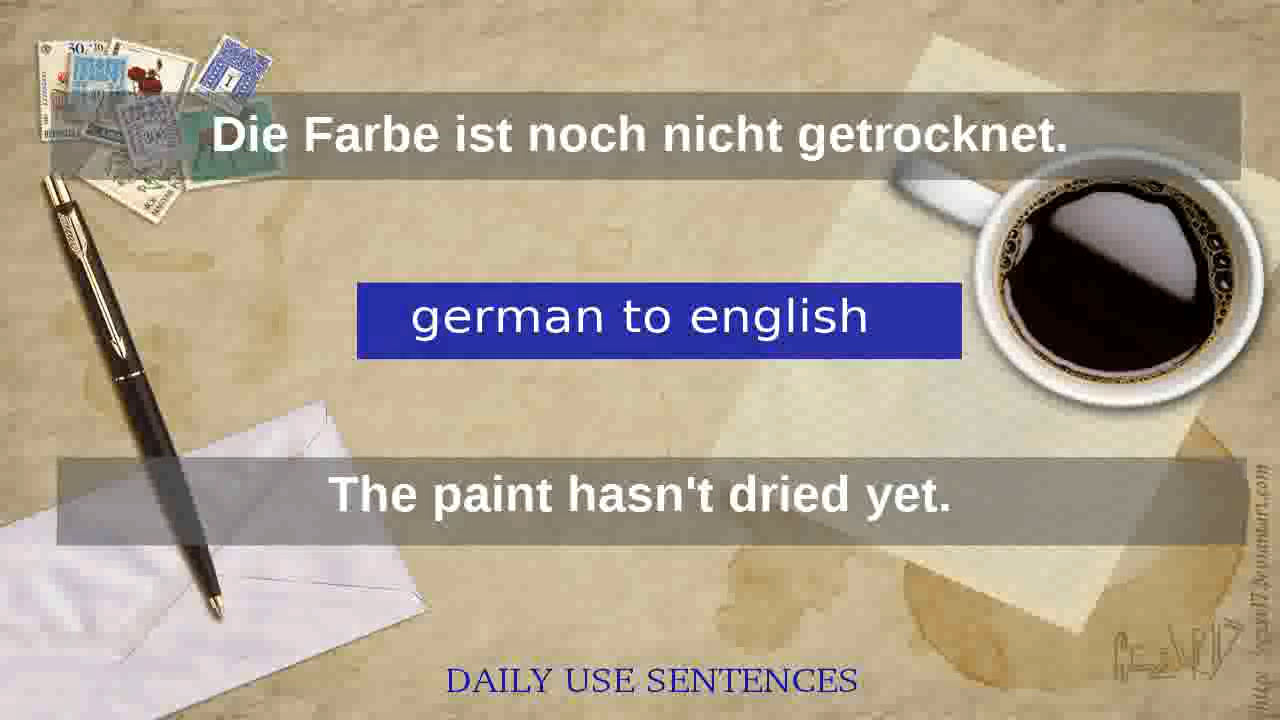 Die Farbe ist noch nicht getrocknet.
german to english
The paint hasn't dried yet.
DAILY USE SENTENCES